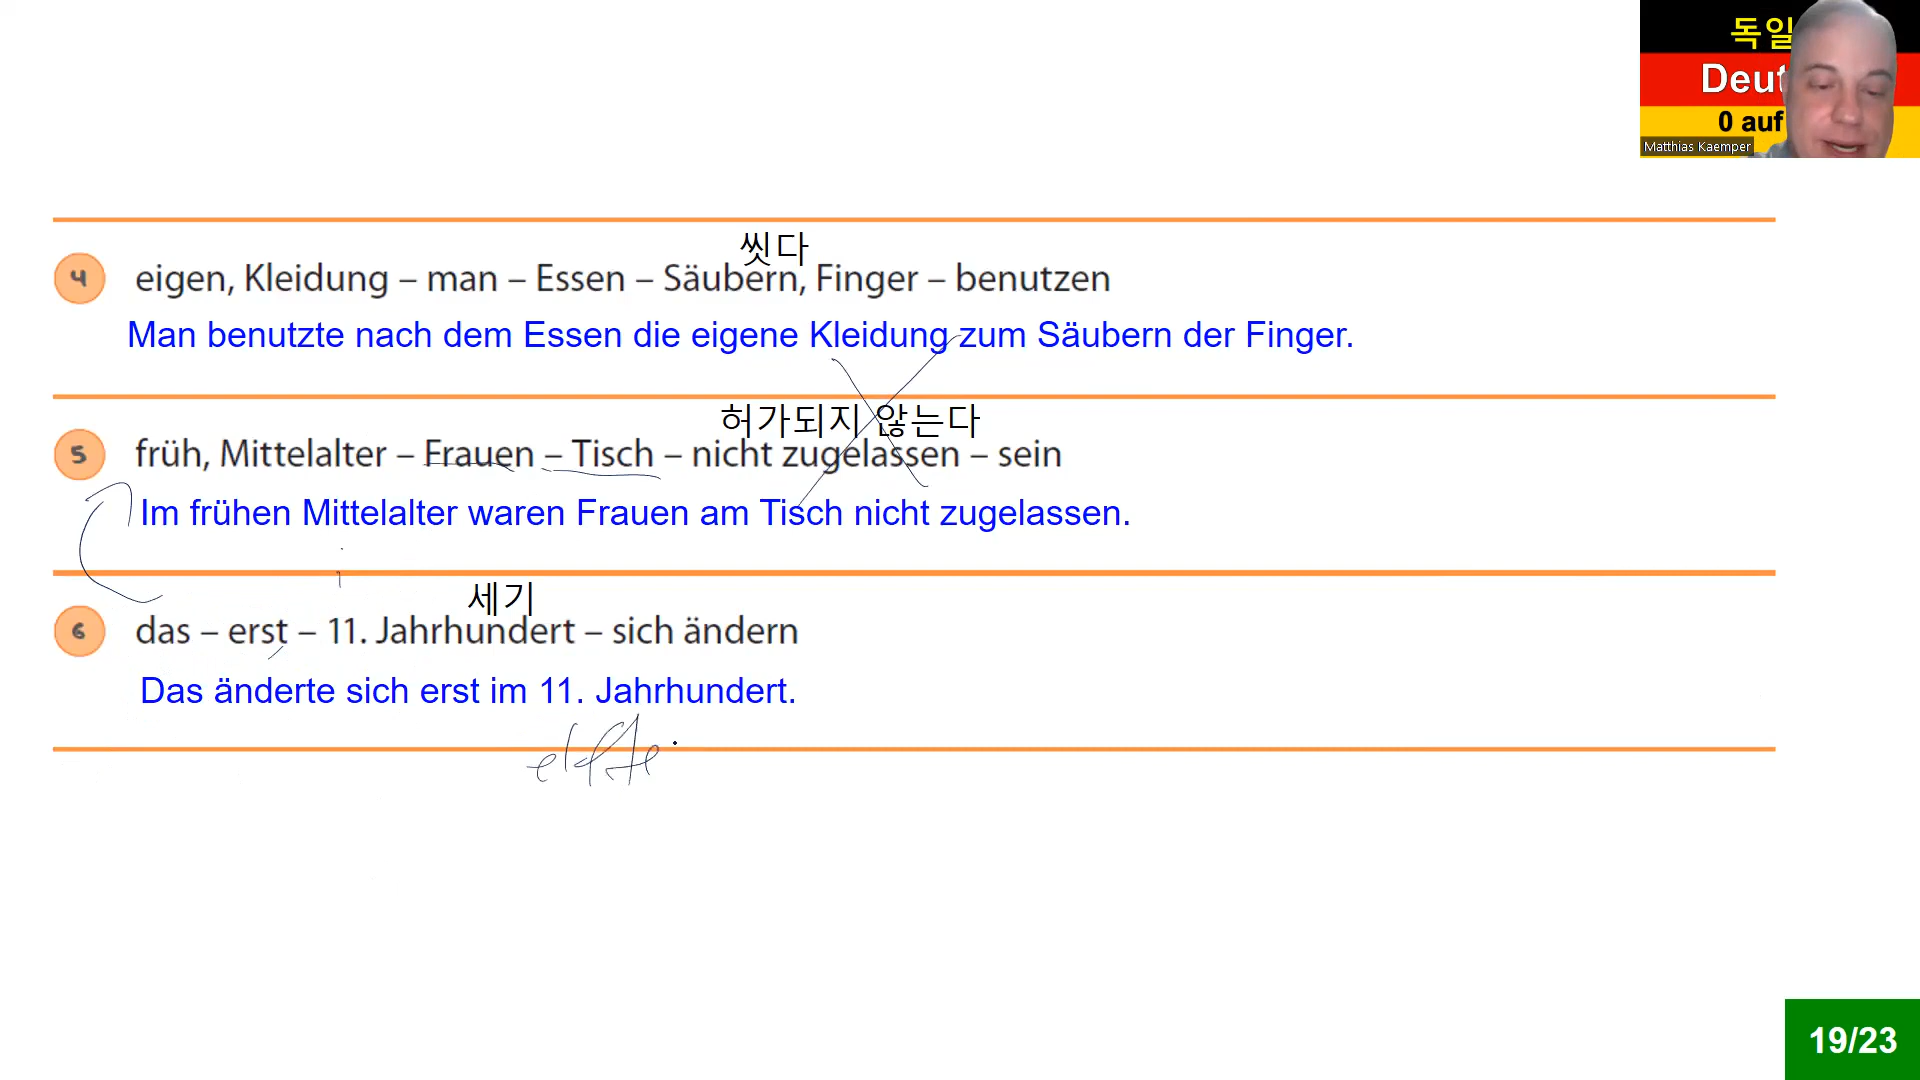 독일
Deut
0 auf
Matthias Kaemper
씻다
4 eigen, Kleidung – man – Essen – Säubern, Finger – benutzen
Man benutzte nach dem Essen die eigene Kleidung zum Säubern der Finger.
허가되지 않는다
5 früh, Mittelalter – Frauen – Tisch – nicht zugelassen – sein
Im frühen Mittelalter waren Frauen am Tisch nicht zugelassen.
세기
6 das – erst – 11. Jahrhundert – sich ändern
Das änderte sich erst im 11. Jahrhundert.
elfte
19/23